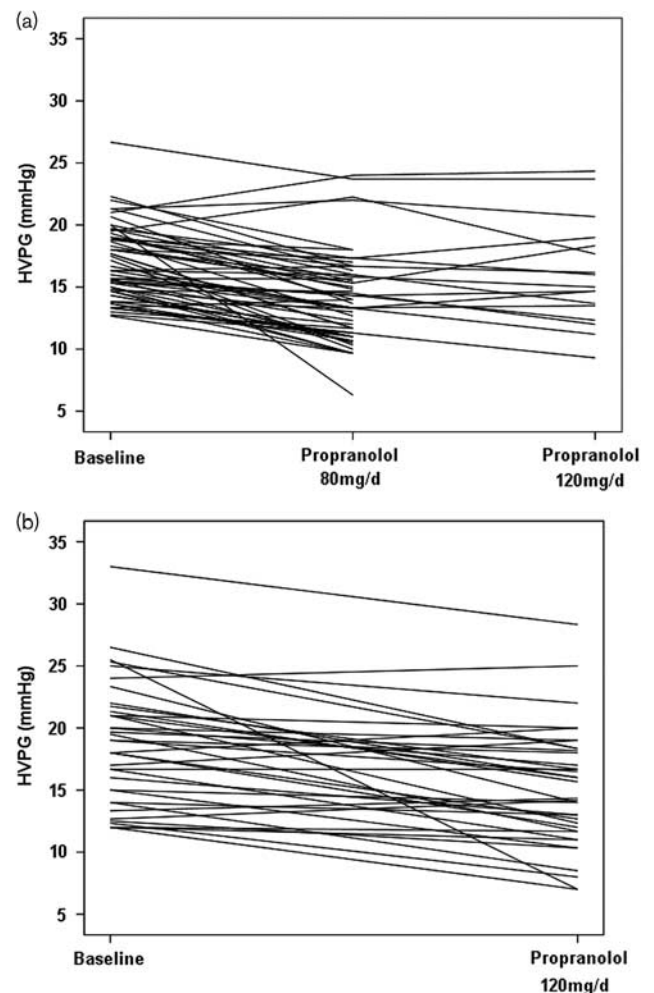 (a)
35
30
25
20
15
10
5
HVPG (mmHg)
Baseline
Propranolol
80mg/d
Propranolol
120mg/d
(b)
35
30
25
20
15
10
5
HVPG (mmHg)
Baseline
Propranolol
120mg/d